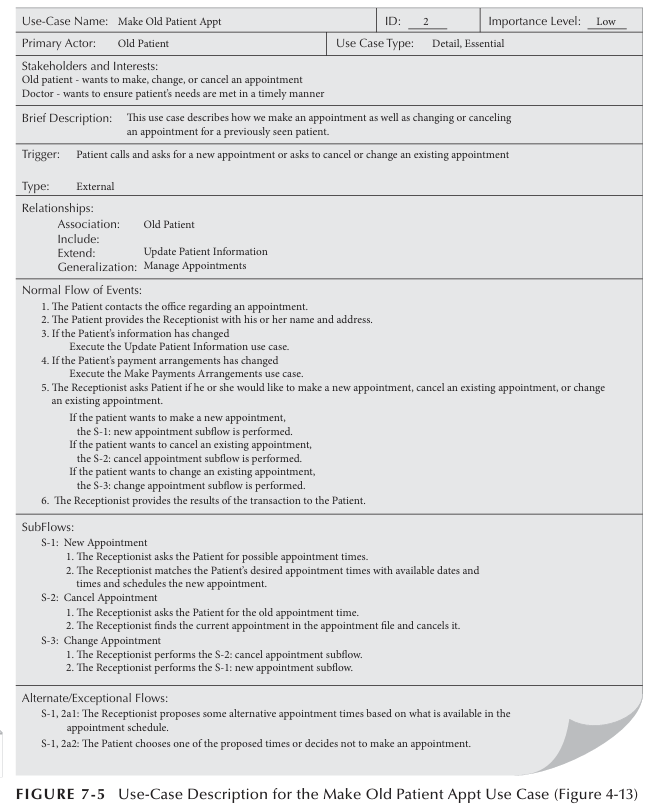 Use-Case Name: Make Old Patient Appt ID: 2 Importance Level: Low
Primary Actor: Old Patient Use Case Type: Detail, Essential
Stakeholders and Interests:
Old patient - wants to make, change, or cancel an appointment
Doctor - wants to ensure patient's needs are met in a timely manner
Brief Description: This use case describes how we make an appointment as well as changing or canceling
an appointment for a previously seen patient.
Trigger: Patient calls and asks for a new appointment or asks to cancel or change an existing appointment
Type: External
Relationships:
Association: Old Patient
Include:
Extend: Update Patient Information
Generalization: Manage Appointments
Normal Flow of Events:
1. The Patient contacts the office regarding an appointment.
2. The Patient provides the Receptionist with his or her name and address.
3. If the Patient's information has changed
Execute the Update Patient Information use case.
4. If the Patient's payment arrangements has changed
Execute the Make Payments Arrangements use case.
5. The Receptionist asks Patient if he or she would like to make a new appointment, cancel an existing appointment, or change
an existing appointment.
If the patient wants to make a new appointment,
the S-1: new appointment subflow is performed.
If the patient wants to cancel an existing appointment,
the S-2: cancel appointment subflow is performed.
If the patient wants to change an existing appointment,
the S-3: change appointment subflow is performed.
6. The Receptionist provides the results of the transaction to the Patient.
SubFlows:
S-1: New Appointment
1. The Receptionist asks the Patient for possible appointment times.
2. The Receptionist matches the Patient's desired appointment times with available dates and
times and schedules the new appointment.
S-2: Cancel Appointment
1. The Receptionist asks the Patient for the old appointment time.
2. The Receptionist finds the current appointment in the appointment file and cancels it.
S-3: Change Appointment
1. The Receptionist performs the S-2: cancel appointment subflow.
2. The Receptionist performs the S-1: new appointment subflow.
Alternate/Exceptional Flows:
S-1, 2a1: The Receptionist proposes some alternative appointment times based on what is available in the
appointment schedule.
S-1, 2a2: The Patient chooses one of the proposed times or decides not to make an appointment.
FIGURE 7-5 Use-Case Description for the Make Old Patient Appt Use Case (Figure 4-13)